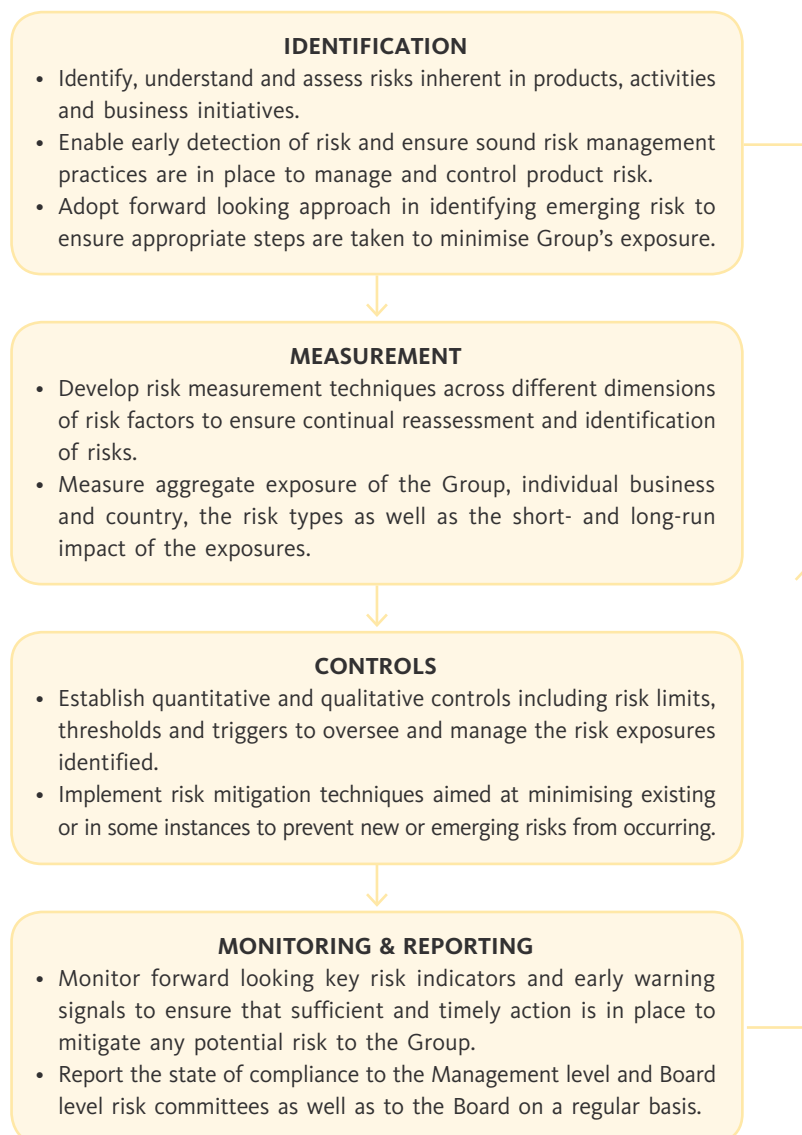 IDENTIFICATION
• Identify, understand and assess risks inherent in products, activities
and business initiatives.
• Enable early detection of risk and ensure sound risk management
practices are in place to manage and control product risk.
• Adopt forward looking approach in identifying emerging risk to
ensure appropriate steps are taken to minimise Group’s exposure.
MEASUREMENT
• Develop risk measurement techniques across different dimensions
of risk factors to ensure continual reassessment and identification
of risks.
• Measure aggregate exposure of the Group, individual business
and country, the risk types as well as the short- and long-run
impact of the exposures.
CONTROLS
• Establish quantitative and qualitative controls including risk limits,
thresholds and triggers to oversee and manage the risk exposures
identified.
• Implement risk mitigation techniques aimed at minimising existing
or in some instances to prevent new or emerging risks from occurring.
MONITORING & REPORTING
• Monitor forward looking key risk indicators and early warning
signals to ensure that sufficient and timely action is in place to
mitigate any potential risk to the Group.
• Report the state of compliance to the Management level and Board
level risk committees as well as to the Board on a regular basis.